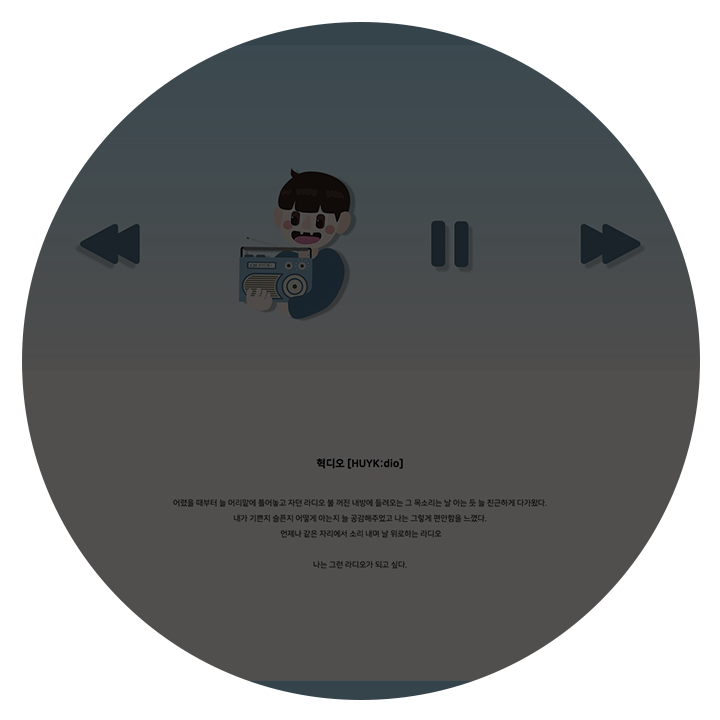 혁디오 [HUYK:dio]
어렸을 때부터 늘 머리맡에 틀어놓고 자던 라디오 불 꺼진 내방에 들려오는 그 목소리는 날 아는 듯 늘 친근하게 다가왔다.
내가 기쁜지 슬픈지 어떻게 아는지 늘 공감해주었고 나는 그렇게 편안함을 느꼈다.
언제나 같은 자리에서 소리 내며 날 위로하는 라디오
나는 그런 라디오가 되고 싶다.